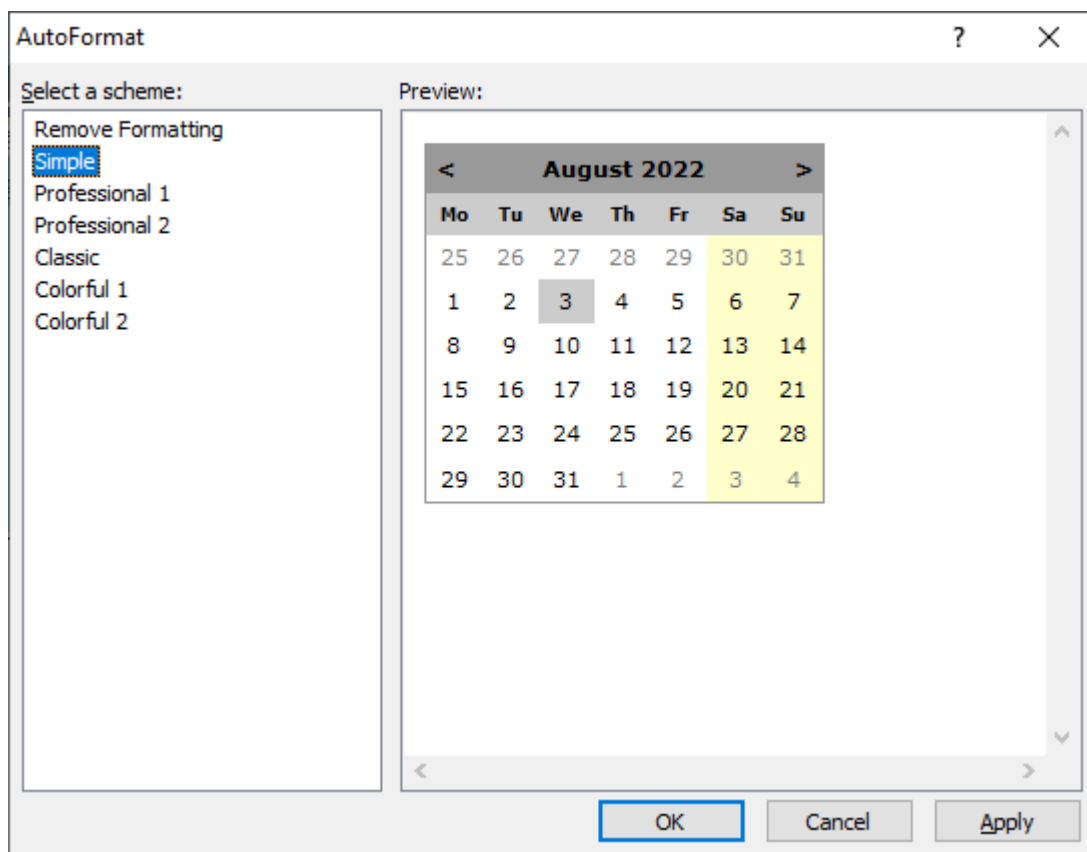 AutoFormat ? ×
Select a scheme:
Remove Formatting
Simple
Professional 1
Professional 2
Classic
Colorful 1
Colorful 2
Preview:
< August 2022 >
Mo Tu We Th Fr Sa Su
25 26 27 28 29 30 31
1 2 3 4 5 6 7
8 9 10 11 12 13 14
15 16 17 18 19 20 21
22 23 24 25 26 27 28
29 30 31 1 2 3 4
OK Cancel Apply